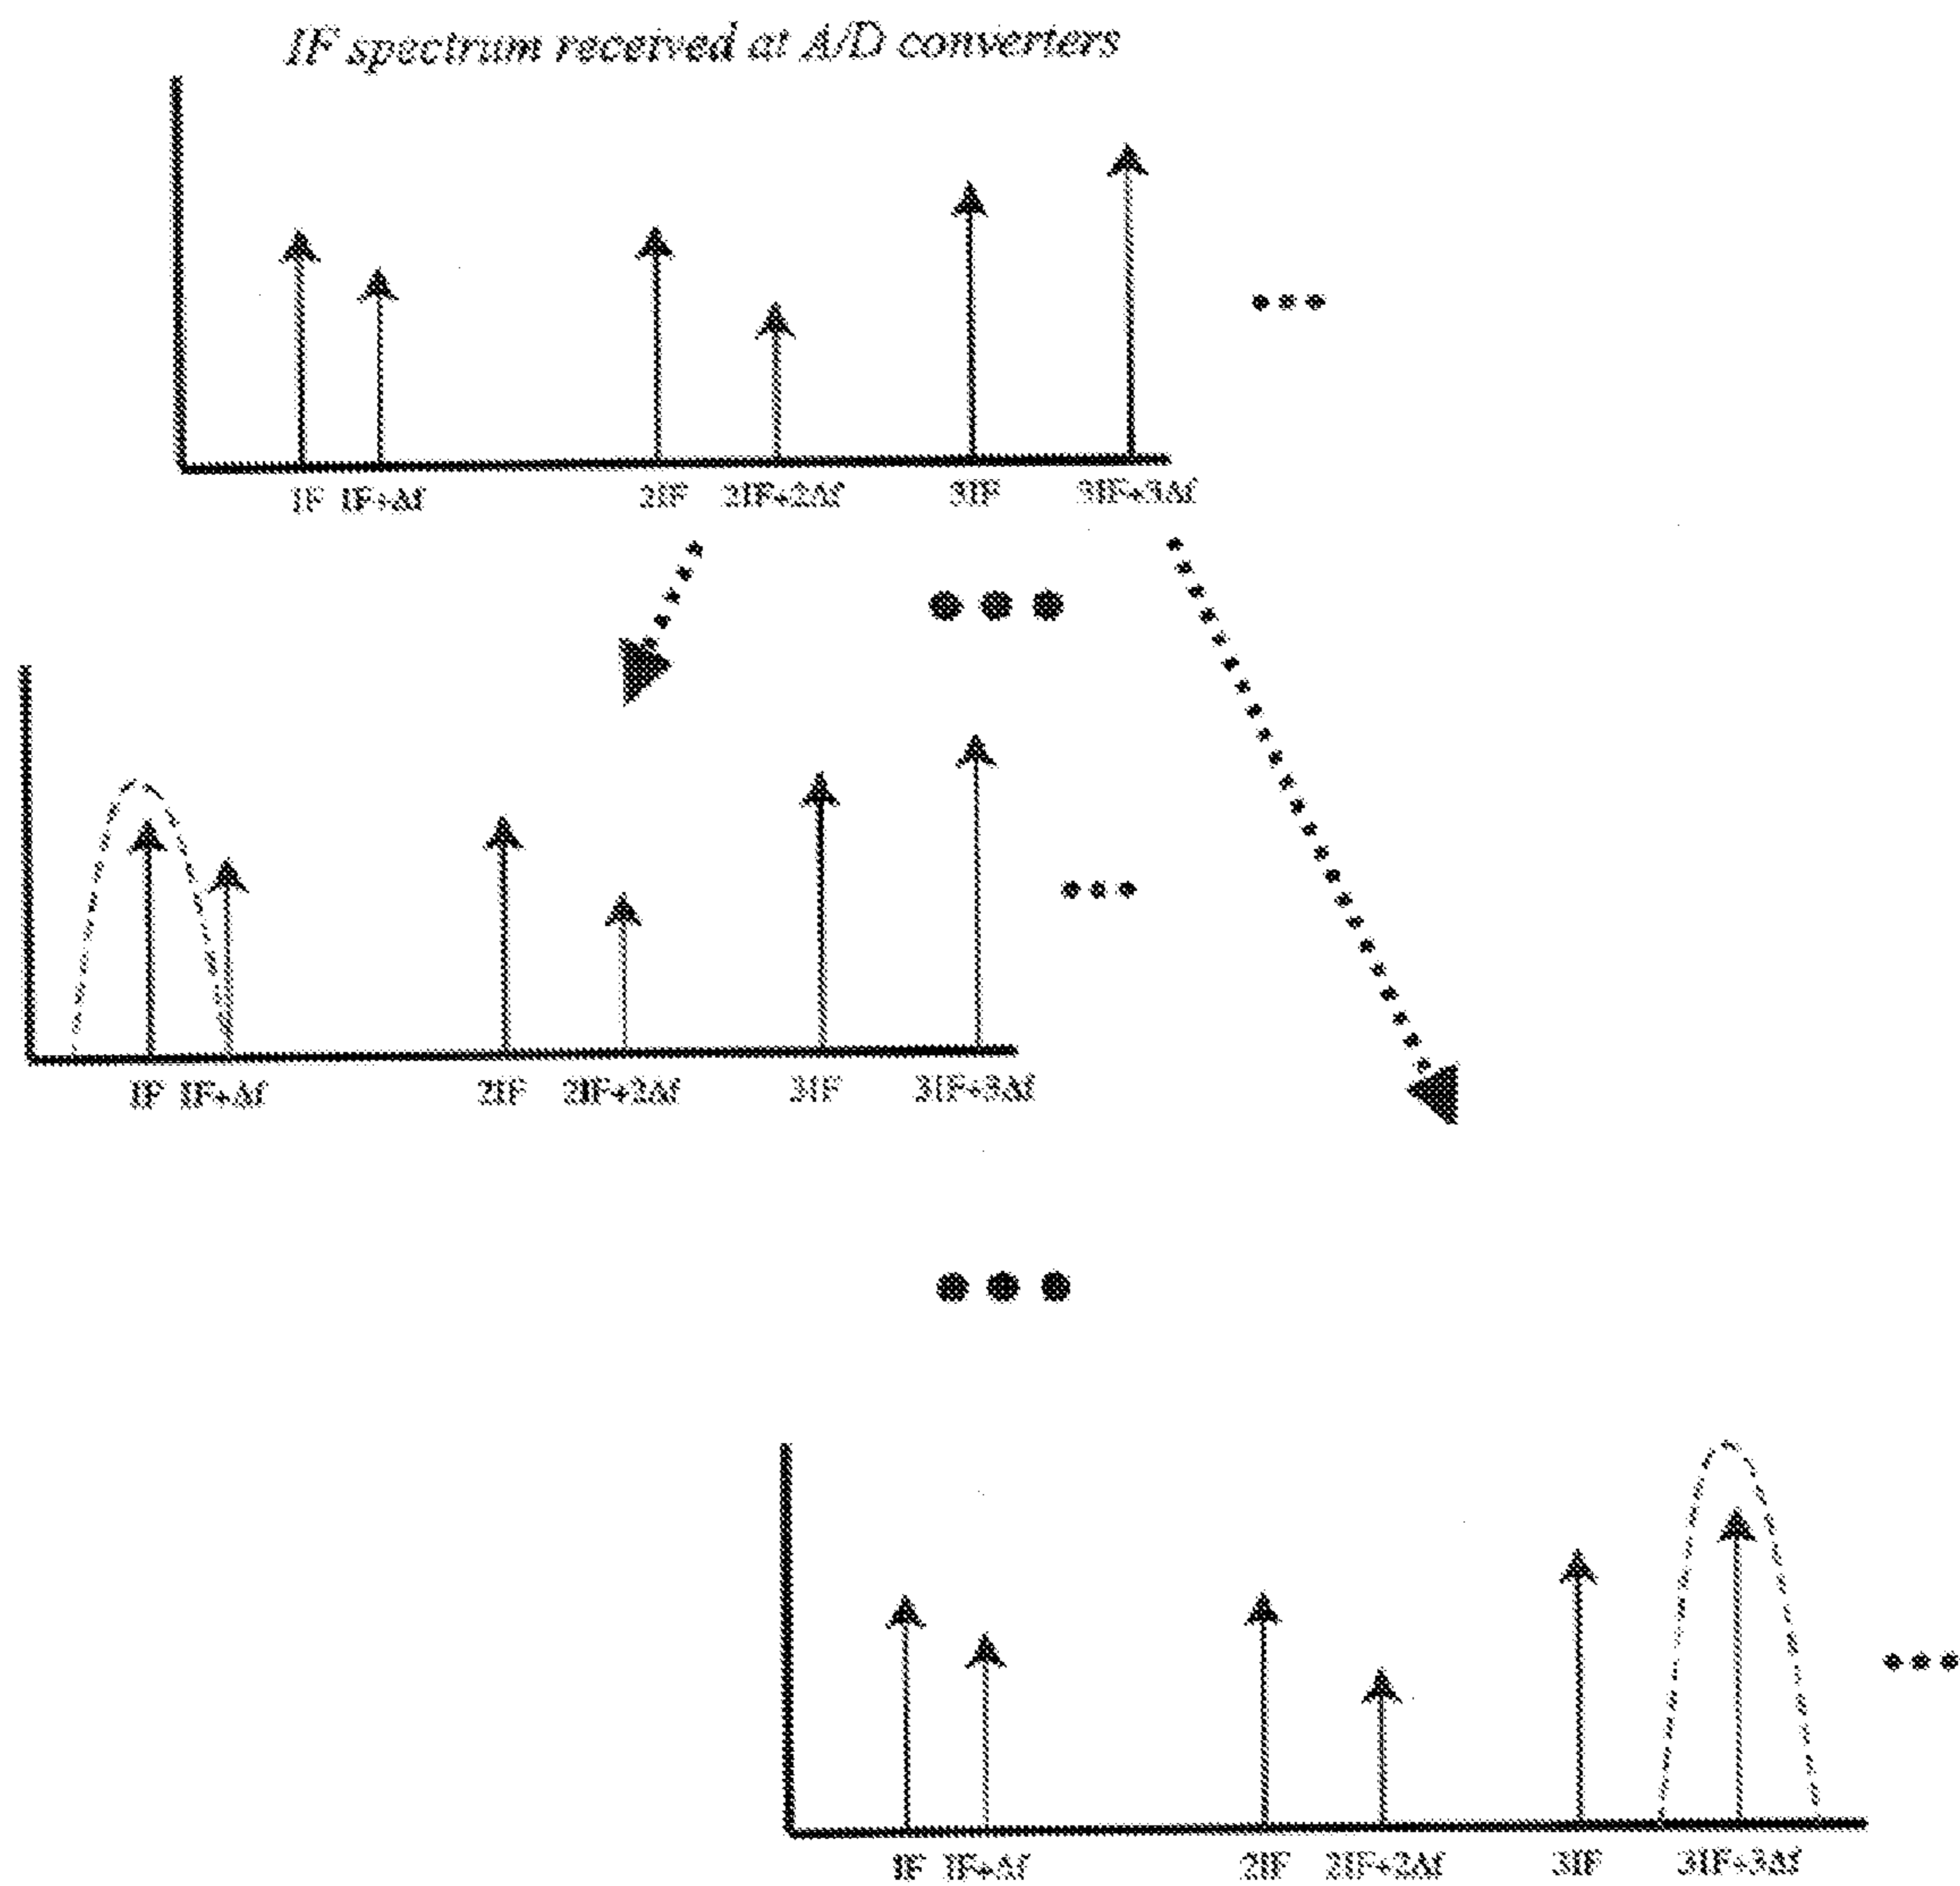 IF spectrum received at A/D converters
IF IF+Δf 2IF 2IF+2Δf 3IF 3IF+3Δf
IF IF+Δf 2IF 2IF+2Δf 3IF 3IF+3Δf
IF IF+Δf 2IF 2IF+2Δf 3IF 3IF+3Δf